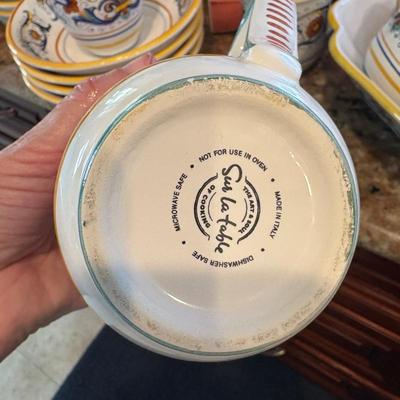 NOT FOR USE IN OVEN
• MADE IN ITALY
• DISHWASHER SAFE •
MICROWAVE SAFE •
THE ART & SOUL
Sur la table
OF COOKING